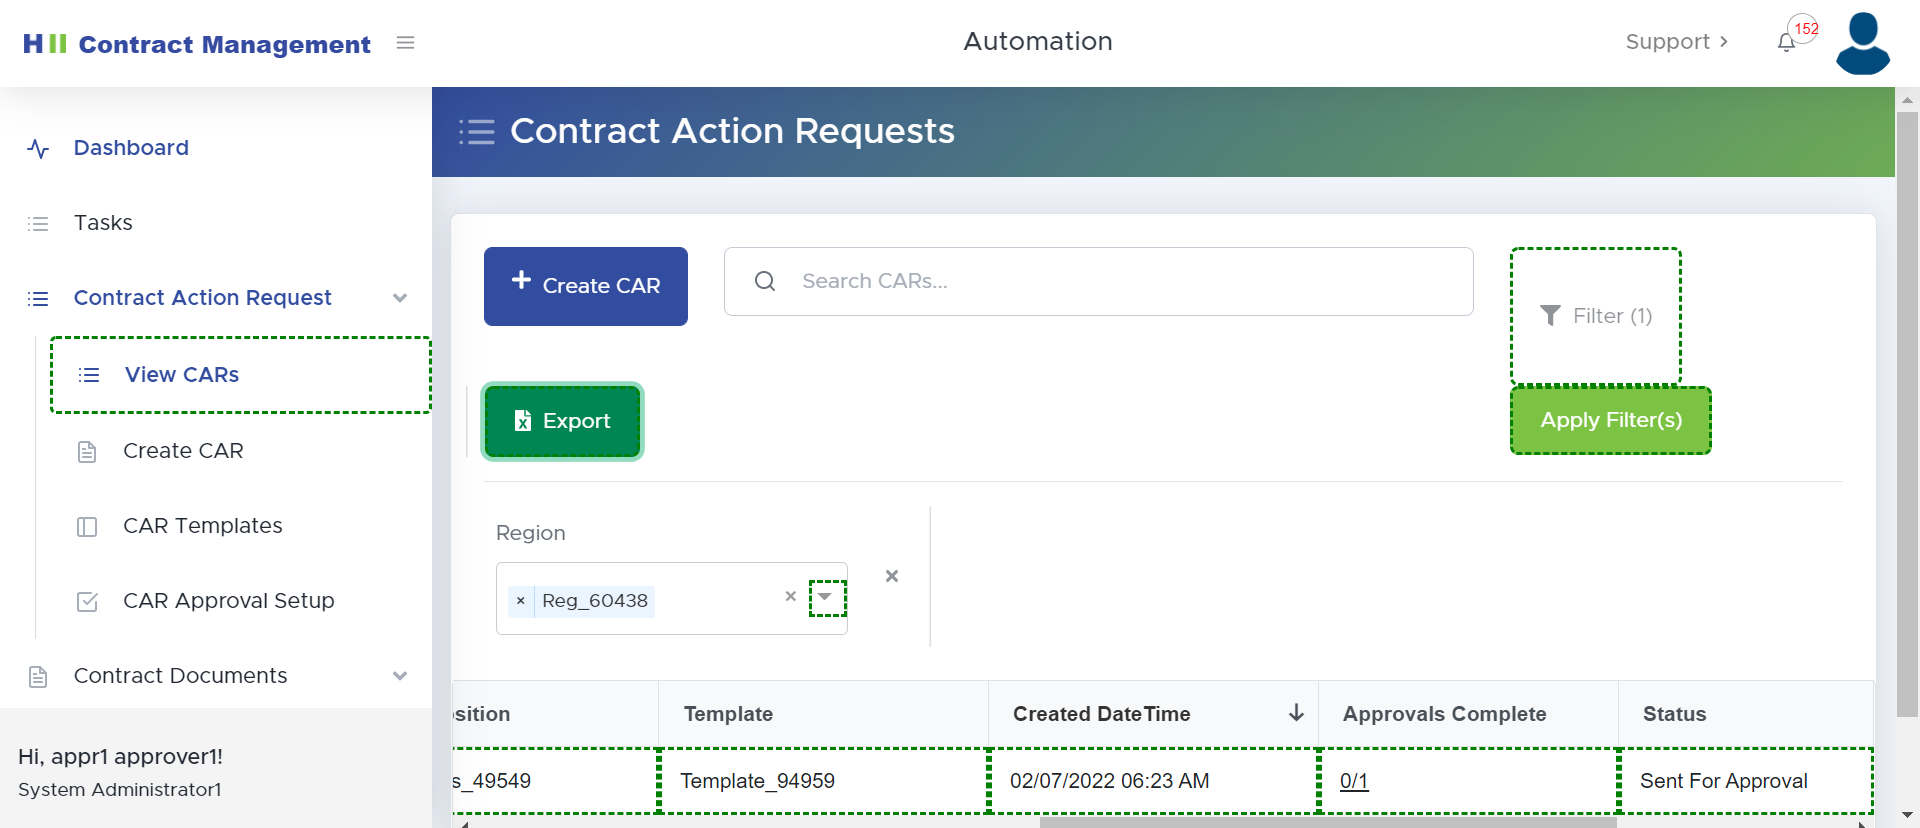 HII Contract Management
Automation
Support
152
Dashboard
Tasks
Contract Action Request
View CARs
Create CAR
CAR Templates
CAR Approval Setup
Contract Documents
Hi, appr1 approver1!
System Administrator1
Contract Action Requests
Create CAR
Search CARs...
Filter (1)
Export
Apply Filter(s)
Region
× Reg_60438 ×
×
sition Template Created DateTime Approvals Complete Status
s_49549 Template_94959 02/07/2022 06:23 AM 0/1 Sent For Approval